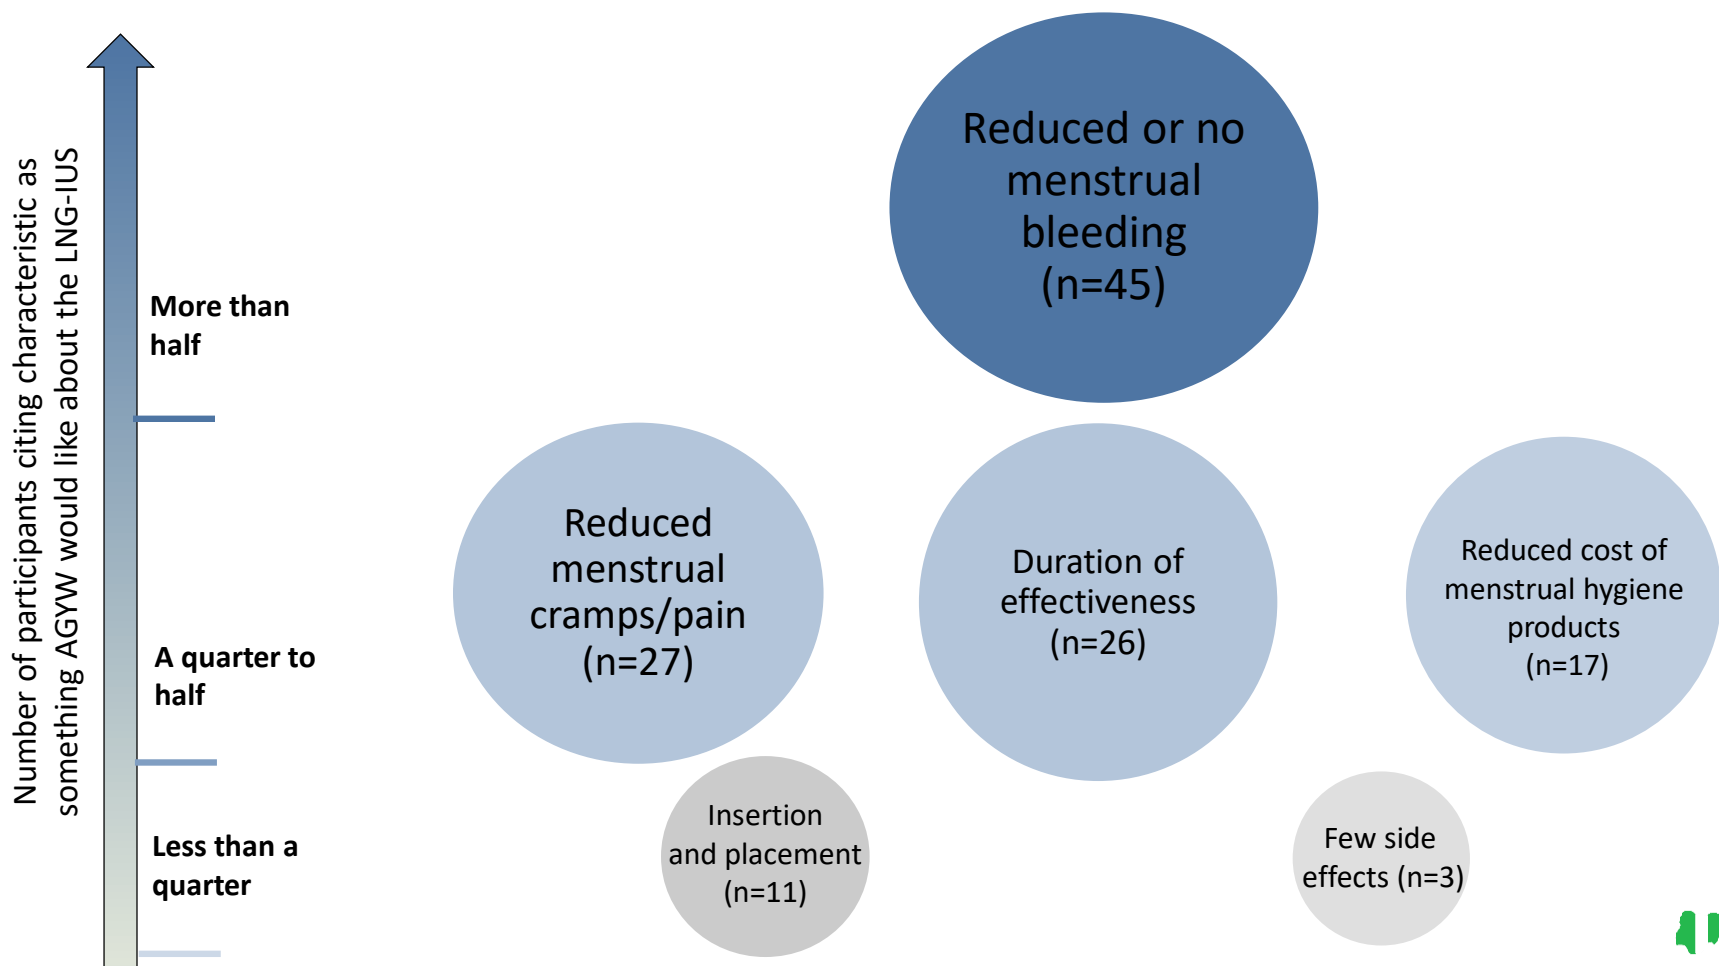 Number of participants citing characteristic as
something AGYW would like about the LNG-IUS
More than
half
A quarter to
half
Less than a
quarter
Reduced or no
menstrual
bleeding
(n=45)
Reduced
menstrual
cramps/pain
(n=27)
Duration of
effectiveness
(n=26)
Reduced cost of
menstrual hygiene
products
(n=17)
Insertion
and placement
(n=11)
Few side
effects (n=3)